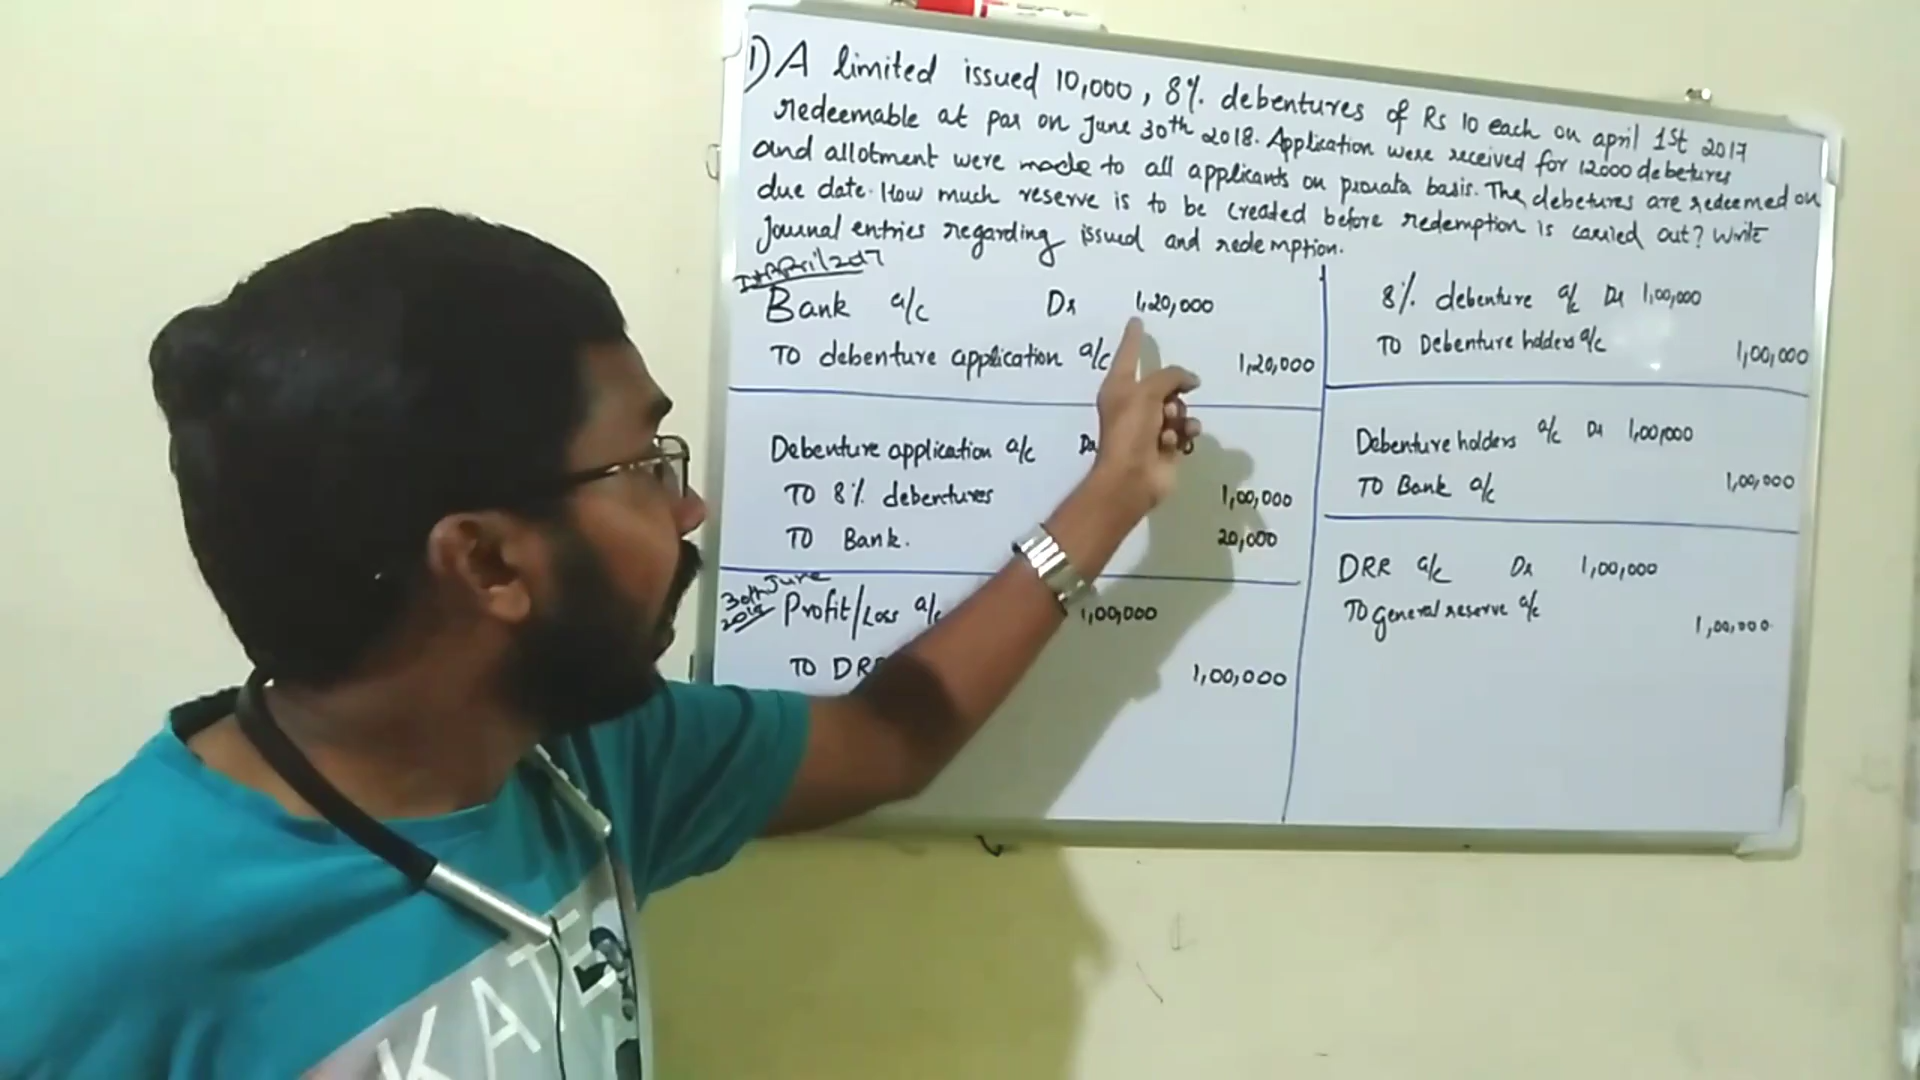 1) A limited issued 10,000, 8% debentures of Rs 10 each on april 1st 2017
redeemable at par on June 30th 2018. Application were received for 12000 debetures
and allotment were made to all applicants on prorata basis. The debetures are redeemed on
due date. How much reserve is to be created before redemption is carried out? Write
Journal entries regarding issued and redemption.
1st April 2017
Bank a/c Dr 1,20,000
TO debenture application a/c 1,20,000
Debenture application a/c
TO 8% debentures 1,00,000
TO Bank. 20,000
30th June
Profit/Loss a/c 1,00,000
TO 1,00,000
8% debenture a/c Dr 1,00,000
TO Debenture holders a/c 1,00,000
Debenture holders a/c Dr 1,00,000
TO Bank a/c 1,00,000
DRR a/c Dr 1,00,000
TO General reserve a/c 1,00,000
KATE